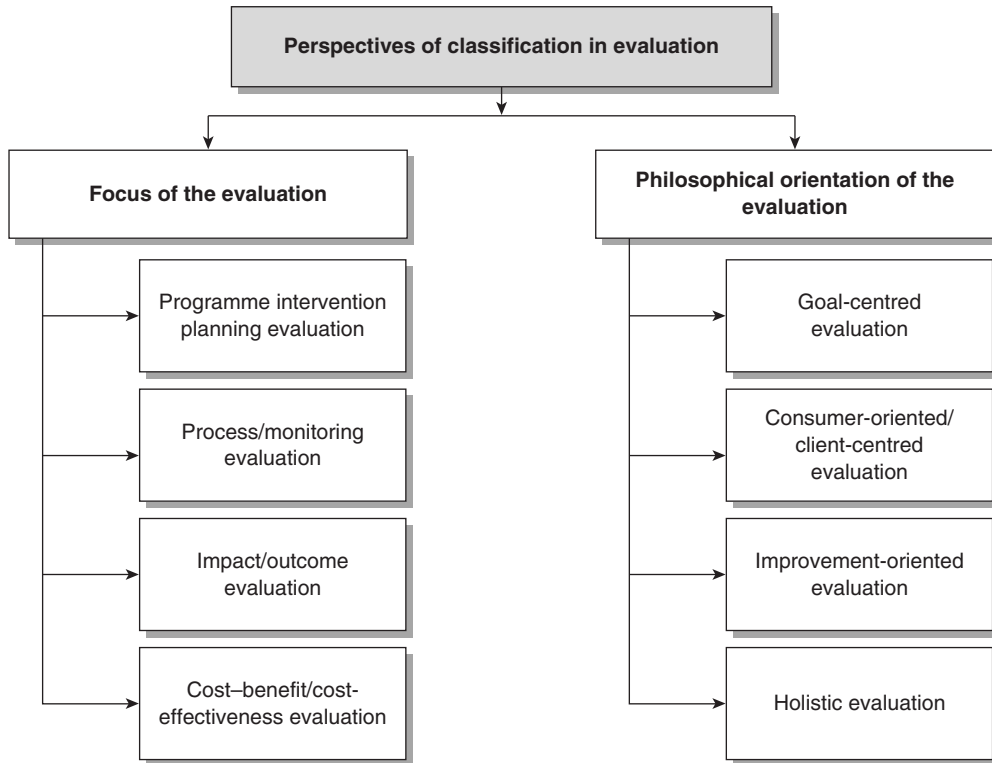 Perspectives of classification in evaluation
Focus of the evaluation
Programme intervention
planning evaluation
Process/monitoring
evaluation
Impact/outcome
evaluation
Cost–benefit/cost-
effectiveness evaluation
Philosophical orientation of the
evaluation
Goal-centred
evaluation
Consumer-oriented/
client-centred
evaluation
Improvement-oriented
evaluation
Holistic evaluation